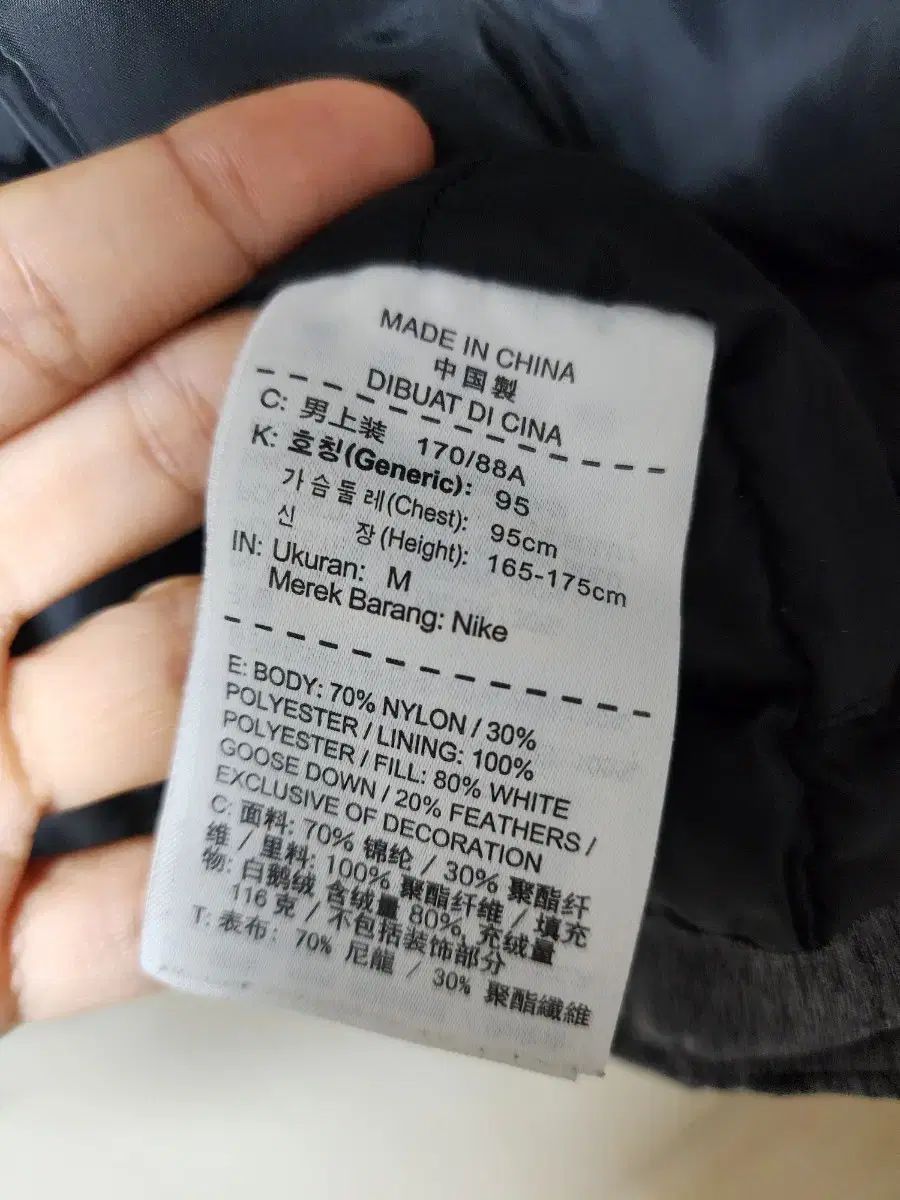 MADE IN CHINA
中国製
DIBUAT DI CINA
C: 男上装 170/88A
K: 호칭(Generic): 95
가슴둘레(Chest): 95cm
신 장(Height): 165-175cm
IN: Ukuran: M
Merek Barang: Nike
E: BODY: 70% NYLON / 30%
POLYESTER / LINING: 100%
POLYESTER / FILL: 80% WHITE
GOOSE DOWN / 20% FEATHERS /
EXCLUSIVE OF DECORATION
C: 面料: 70% 锦纶 / 30% 聚酯纤
维 / 里料: 100% 聚酯纤维 / 填充
物: 白鹅绒 含绒量 80%, 充绒量
116 克 / 不包括装饰部分
T: 表布: 70% 尼龍 / 30% 聚酯纖維